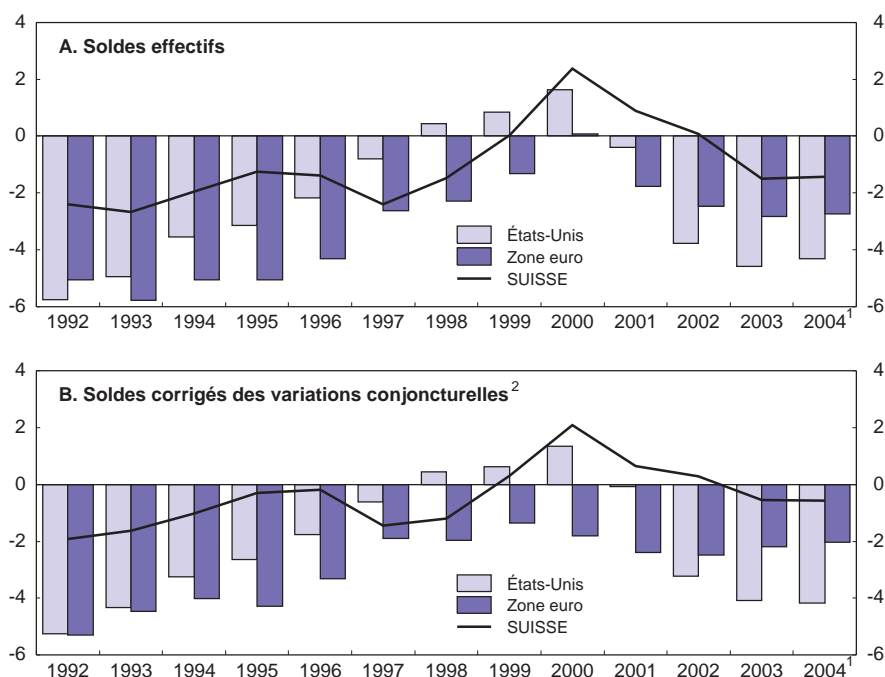 A. Soldes effectifs
4 4
2 2
0 0
-2 -2
-4 -4
-6 -6
États-Unis
Zone euro
SUISSE
1992 1993 1994 1995 1996 1997 1998 1999 2000 2001 2002 2003 2004¹
B. Soldes corrigés des variations conjoncturelles²
4 4
2 2
0 0
-2 -2
-4 -4
-6 -6
États-Unis
Zone euro
SUISSE
1992 1993 1994 1995 1996 1997 1998 1999 2000 2001 2002 2003 2004¹